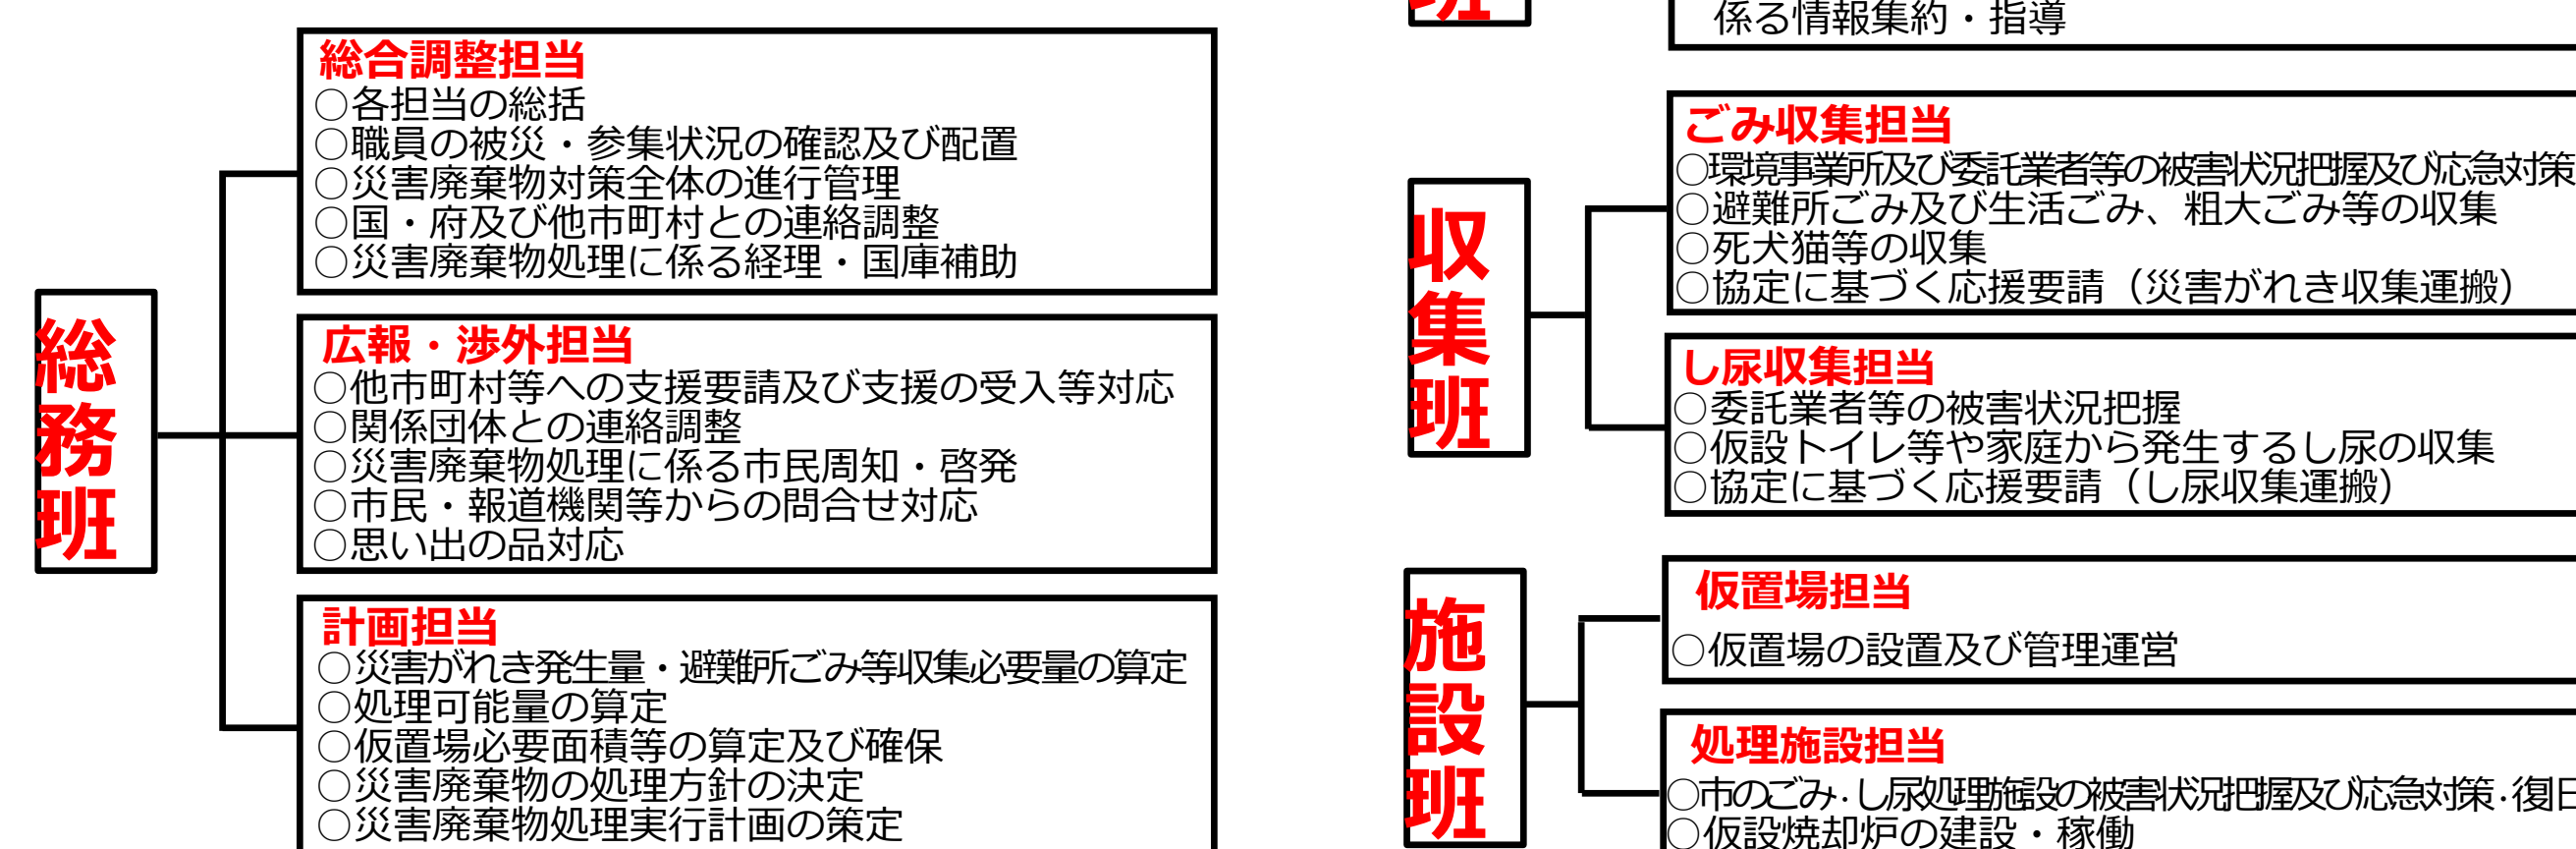 総務班
総合調整担当
○各担当の総括
○職員の被災・参集状況の確認及び配置
○災害廃棄物対策全体の進行管理
○国・府及び他市町村との連絡調整
○災害廃棄物処理に係る経理・国庫補助
広報・渉外担当
○他市町村等への支援要請及び支援の受入等対応
○関係団体との連絡調整
○災害廃棄物処理に係る市民周知・啓発
○市民・報道機関等からの問合せ対応
○思い出の品対応
計画担当
○災害がれき発生量・避難所ごみ等収集必要量の算定
○処理可能量の算定
○仮置場必要面積等の算定及び確保
○災害廃棄物の処理方針の決定
○災害廃棄物処理実行計画の策定
班
係る情報集約・指導
収集班
ごみ収集担当
○環境事業所及び委託業者等の被害状況把握及び応急対策
○避難所ごみ及び生活ごみ、粗大ごみ等の収集
○死犬猫等の収集
○協定に基づく応援要請（災害がれき収集運搬）
し尿収集担当
○委託業者等の被害状況把握
○仮設トイレ等や家庭から発生するし尿の収集
○協定に基づく応援要請（し尿収集運搬）
施設班
仮置場担当
○仮置場の設置及び管理運営
処理施設担当
○市のごみ・し尿処理施設の被害状況把握及び応急対策・復旧
○仮設焼却炉の建設・稼働